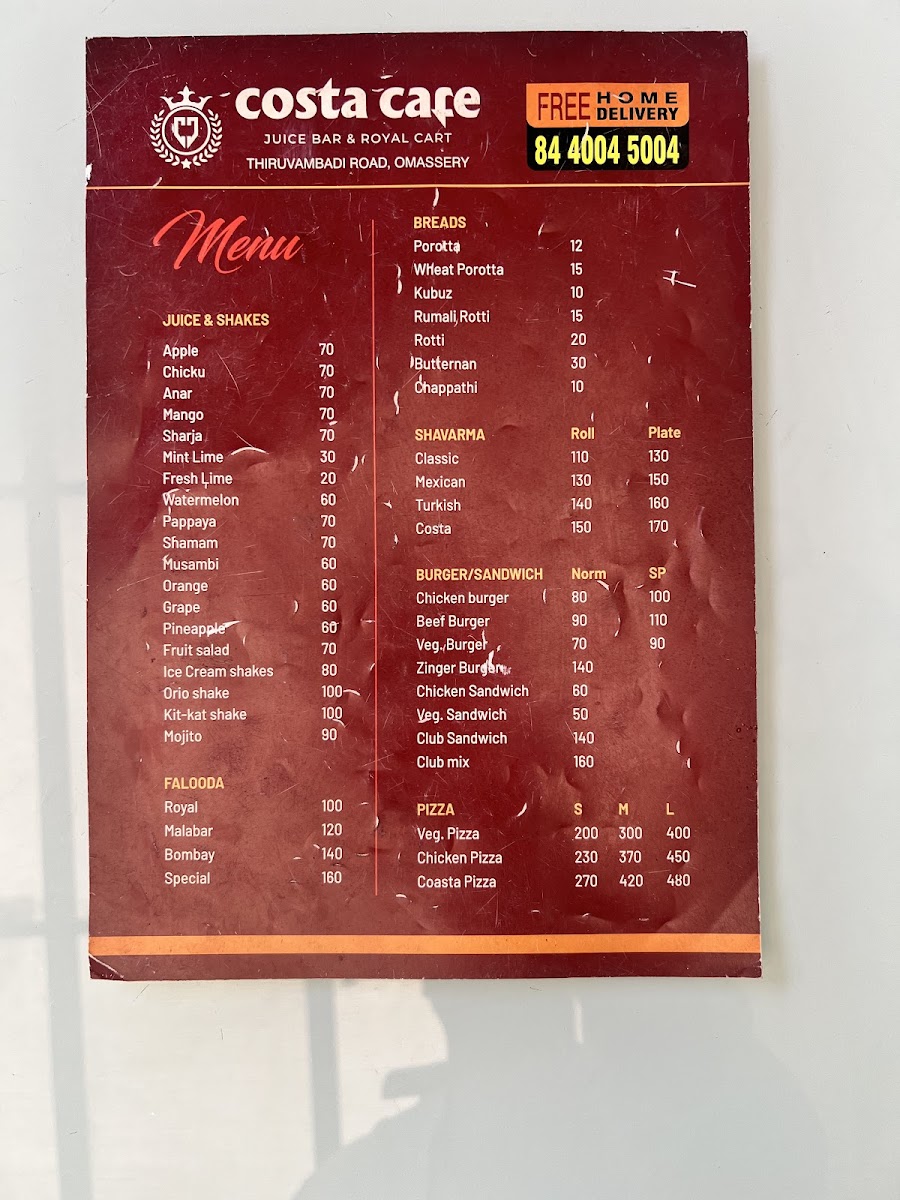 costa cafe
JUICE BAR & ROYAL CART
THIRUVAMBADI ROAD, OMASSERY
FREE HOME DELIVERY
84 4004 5004
Menu
JUICE & SHAKES
Apple 70
Chicku 70
Anar 70
Mango 70
Sharja 70
Mint Lime 30
Fresh Lime 20
Watermelon 60
Pappaya 70
Shamam 70
Musambi 60
Orange 60
Grape 60
Pineapple 60
Fruit salad 70
Ice Cream shakes 80
Orio shake 100
Kit-kat shake 100
Mojito 90
FALOODA
Royal 100
Malabar 120
Bombay 140
Special 160
BREADS
Porotta 12
Wheat Porotta 15
Kubuz 10
Rumali Rotti 15
Rotti 20
Butternan 30
Chappathi 10
SHAVARMA Roll Plate
Classic 110 130
Mexican 130 150
Turkish 140 160
Costa 150 170
BURGER/SANDWICH Norm SP
Chicken burger 80 100
Beef Burger 90 110
Veg. Burger 70 90
Zinger Burger 140
Chicken Sandwich 60
Veg. Sandwich 50
Club Sandwich 140
Club mix 160
PIZZA S M L
Veg. Pizza 200 300 400
Chicken Pizza 230 370 450
Coasta Pizza 270 420 480